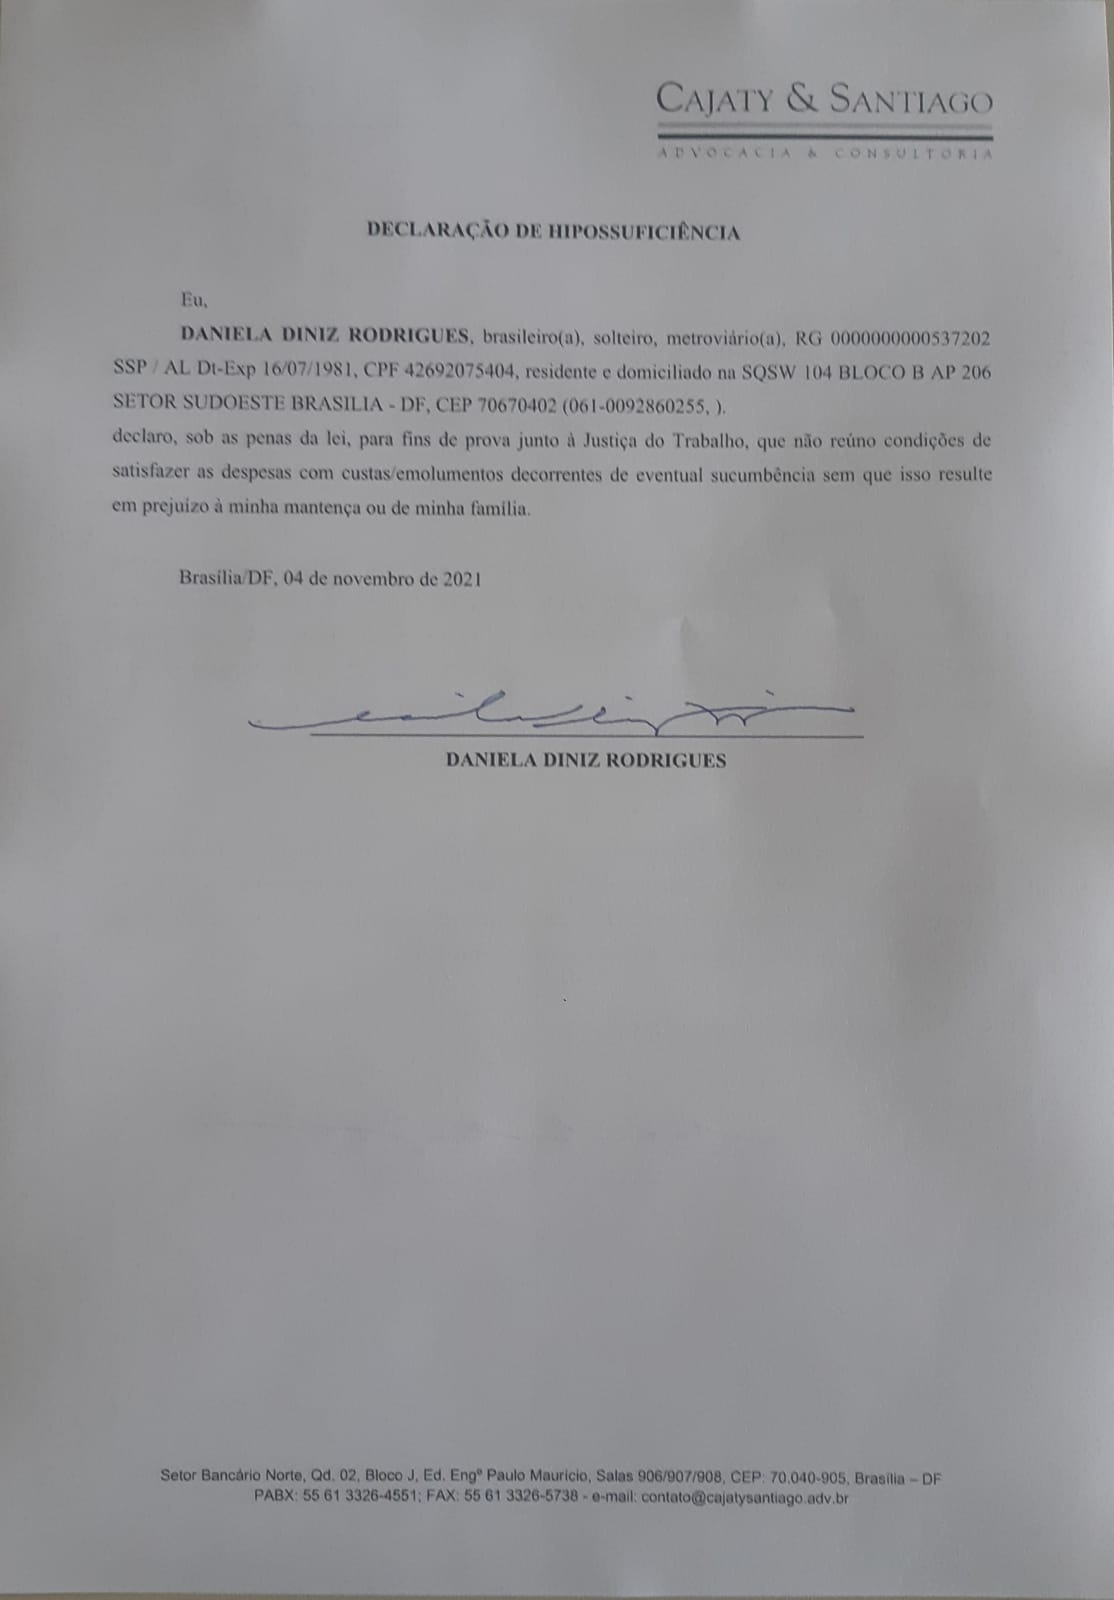 CAJATY & SANTIAGO
ADVOCACIA & CONSULTORIA
DECLARAÇÃO DE HIPOSSUFICIÊNCIA
Eu,
DANIELA DINIZ RODRIGUES, brasileiro(a), solteiro, metroviário(a), RG 0000000000537202
SSP / AL Dt-Exp 16/07/1981, CPF 42692075404, residente e domiciliado na SQSW 104 BLOCO B AP 206
SETOR SUDOESTE BRASILIA - DF, CEP 70670402 (061-0092860255, ).
declaro, sob as penas da lei, para fins de prova junto à Justiça do Trabalho, que não reúno condições de
satisfazer as despesas com custas/emolumentos decorrentes de eventual sucumbência sem que isso resulte
em prejuízo à minha mantença ou de minha família.
Brasília/DF, 04 de novembro de 2021
DANIELA DINIZ RODRIGUES
Setor Bancário Norte, Qd. 02, Bloco J, Ed. Engº Paulo Mauricio, Salas 906/907/908, CEP: 70.040-905, Brasília – DF
PABX: 55 61 3326-4551; FAX: 55 61 3326-5738 - e-mail: contato@cajatysantiago.adv.br